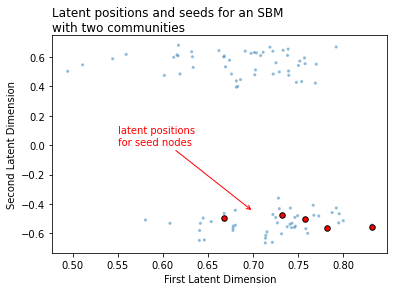 Latent positions and seeds for an SBM
with two communities
Second Latent Dimension
0.6
0.4
0.2
0.0
−0.2
−0.4
−0.6
latent positions
for seed nodes
0.50
0.55
0.60
0.65
0.70
0.75
0.80
First Latent Dimension